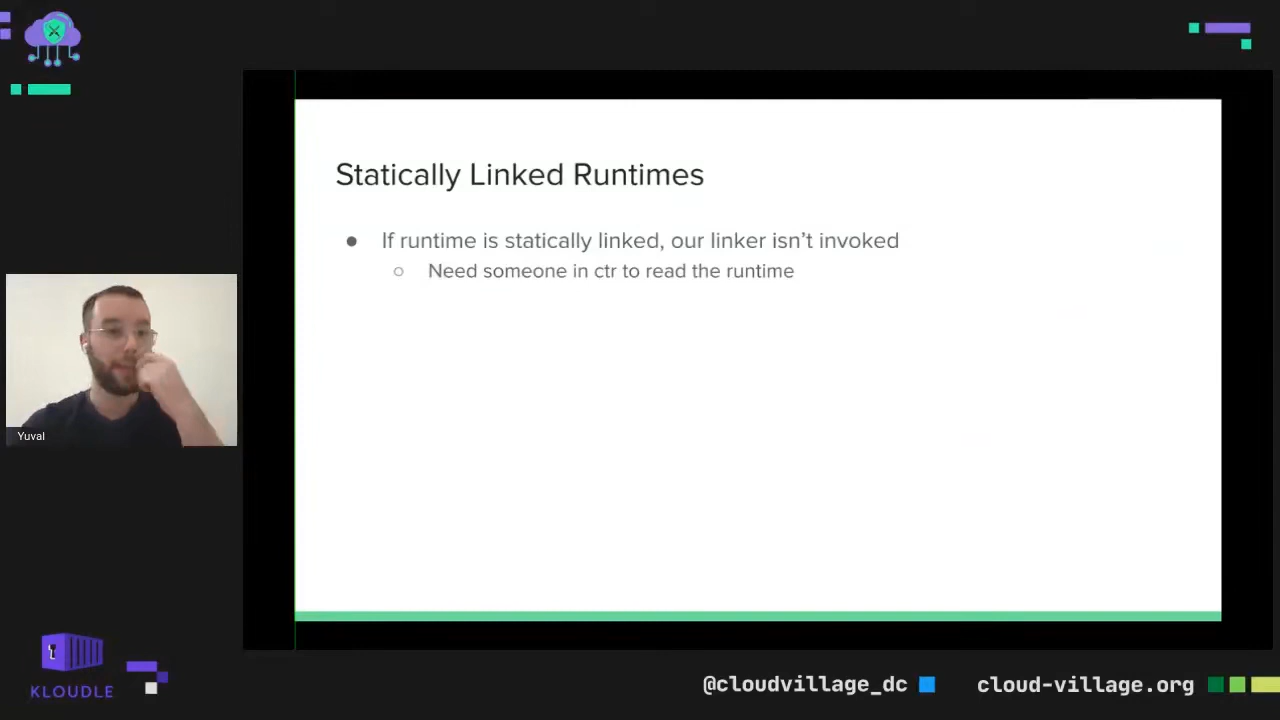 Statically Linked Runtimes
● If runtime is statically linked, our linker isn't invoked
○ Need someone in ctr to read the runtime
Yuval
KLOUDLE
@cloudvillage_dc
cloud-village.org